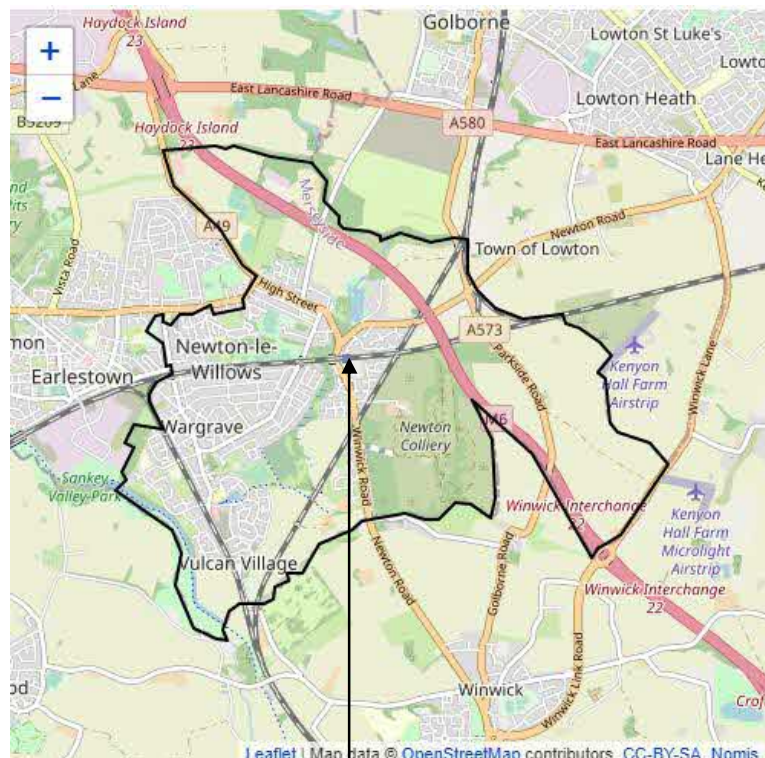 Haydock Island
23
Golborne
Lowton St Luke's
+
−
Lane
East Lancashire Road
Lowton Heath
B5209
Haydock Island
23
A580
East Lancashire Road
Lane He
Merseyside
A49
Vista Road
Newton Road
Town of Lowton
High Street
A573
Newton-le-
Willows
Earlestown
Parkside Road
Kenyon
Hall Farm
Airstrip
Winwick Lane
Wargrave
M6
Newton
Colliery
Winwick Road
Sankey
Valley Park
Winwick Interchange
22
Kenyon
Hall Farm
Microlight
Airstrip
Vulcan Village
Newton Road
Golborne Road
Winwick Interchange
22
Winwick Link Road
Winwick
Leaflet | Map data © OpenStreetMap contributors, CC-BY-SA, Nomis